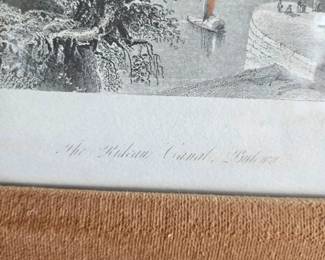 The Rideau Canal, Bytown